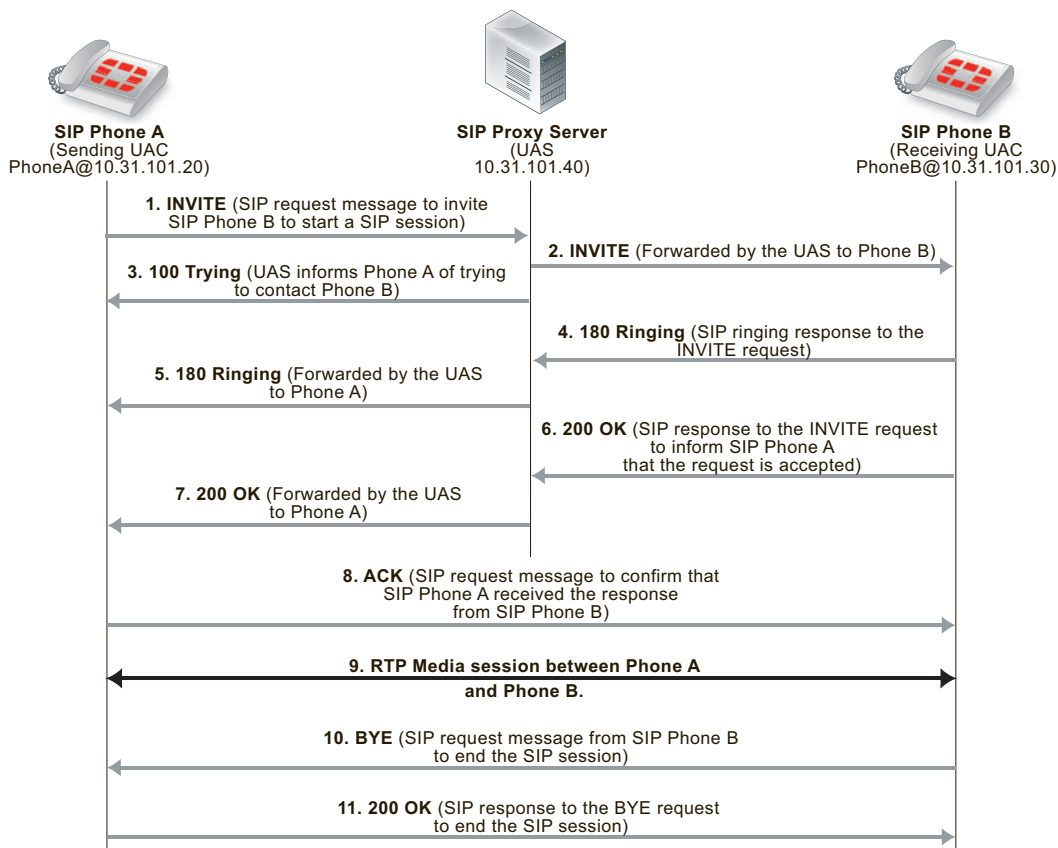 SIP Phone A
(Sending UAC
PhoneA@10.31.101.20)
SIP Proxy Server
(UAS
10.31.101.40)
SIP Phone B
(Receiving UAC
PhoneB@10.31.101.30)
1. INVITE (SIP request message to invite
SIP Phone B to start a SIP session)
2. INVITE (Forwarded by the UAS to Phone B)
3. 100 Trying (UAS informs Phone A of trying
to contact Phone B)
4. 180 Ringing (SIP ringing response to the
INVITE request)
5. 180 Ringing (Forwarded by the UAS
to Phone A)
6. 200 OK (SIP response to the INVITE request
to inform SIP Phone A
that the request is accepted)
7. 200 OK (Forwarded by the UAS
to Phone A)
8. ACK (SIP request message to confirm that
SIP Phone A received the response
from SIP Phone B)
9. RTP Media session between Phone A
and Phone B.
10. BYE (SIP request message from SIP Phone B
to end the SIP session)
11. 200 OK (SIP response to the BYE request
to end the SIP session)